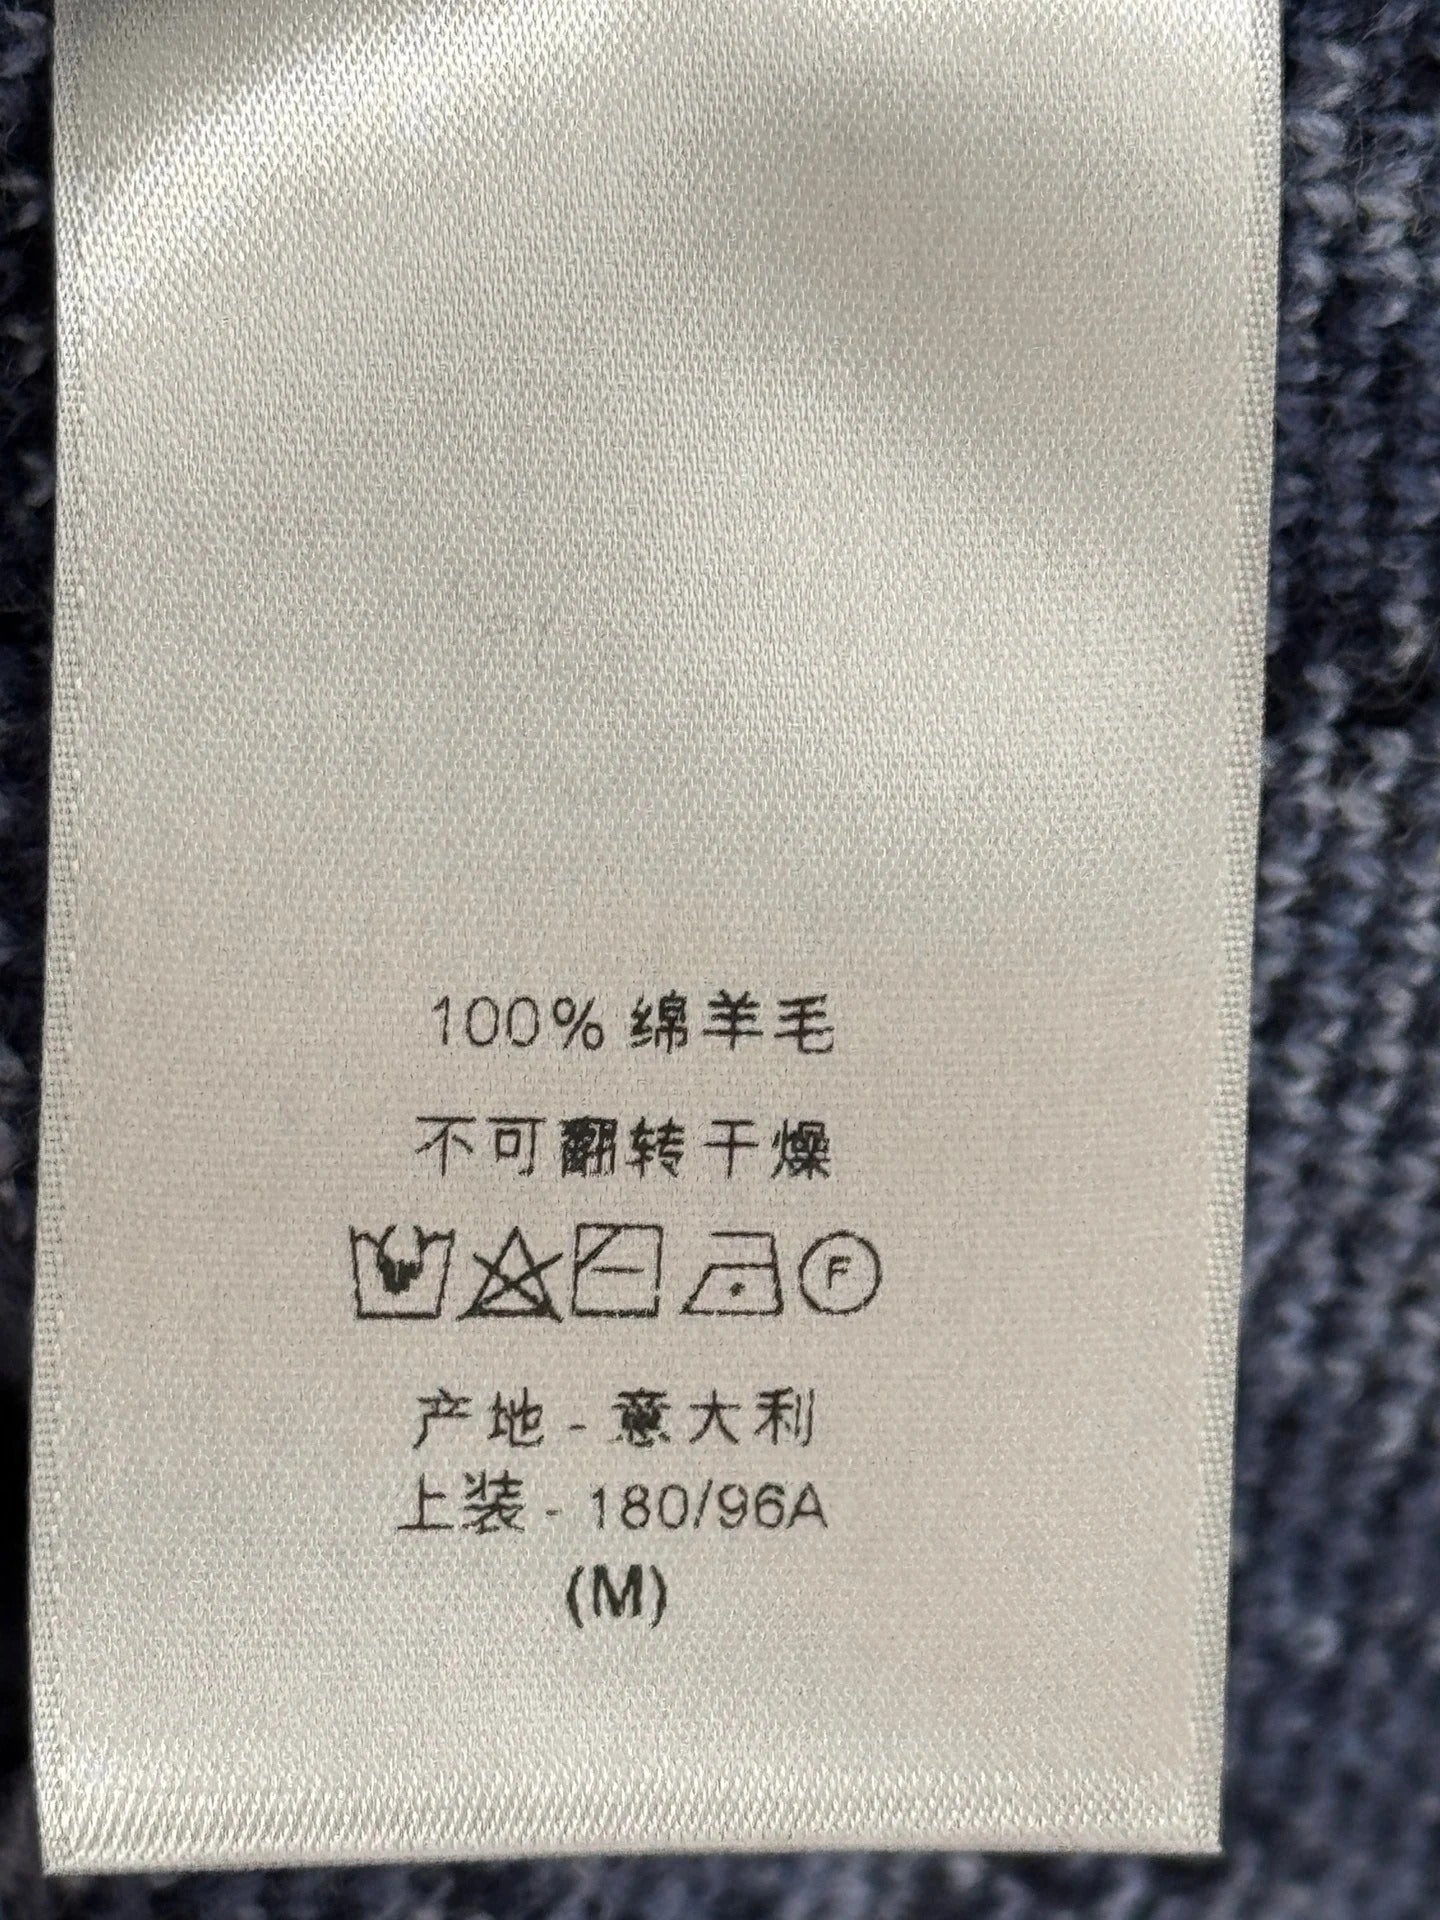 100% 绵羊毛
不可翻转干燥
F
产地 - 意大利
上装 - 180/96A
(M)